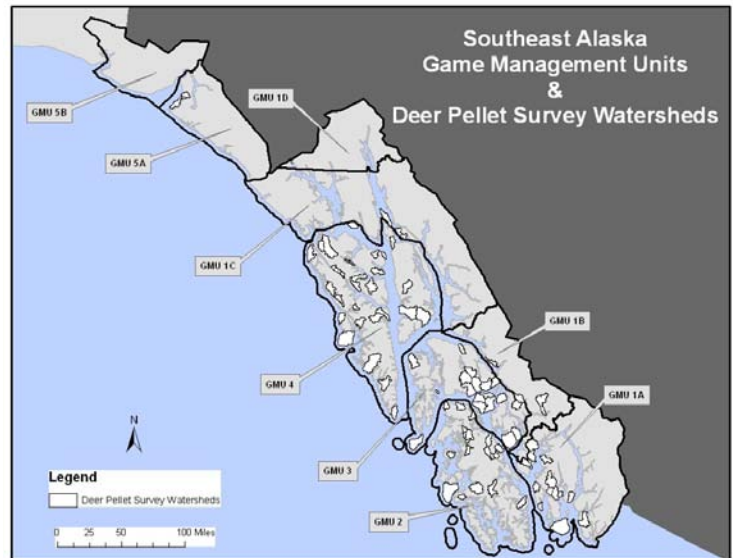 Southeast Alaska
Game Management Units
&
Deer Pellet Survey Watersheds
GMU 5B
GMU 1D
GMU 5A
GMU 1C
GMU 1B
GMU 4
GMU 1A
GMU 3
GMU 2
N
Legend
Deer Pellet Survey Watersheds
0 25 50 100 Miles